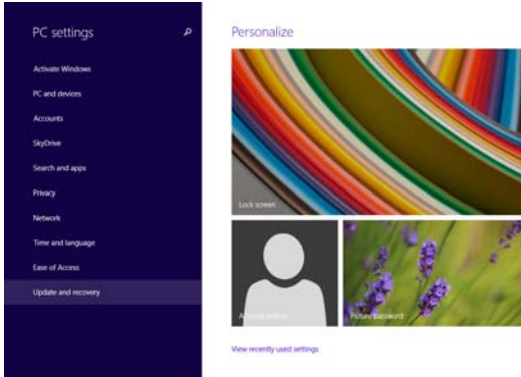 PC settings
Personalize
Activate Windows
PC and devices
Accounts
SkyDrive
Search and apps
Privacy
Network
Time and language
Ease of Access
Update and recovery
Lock screen
Account picture
Picture password
View recently used settings